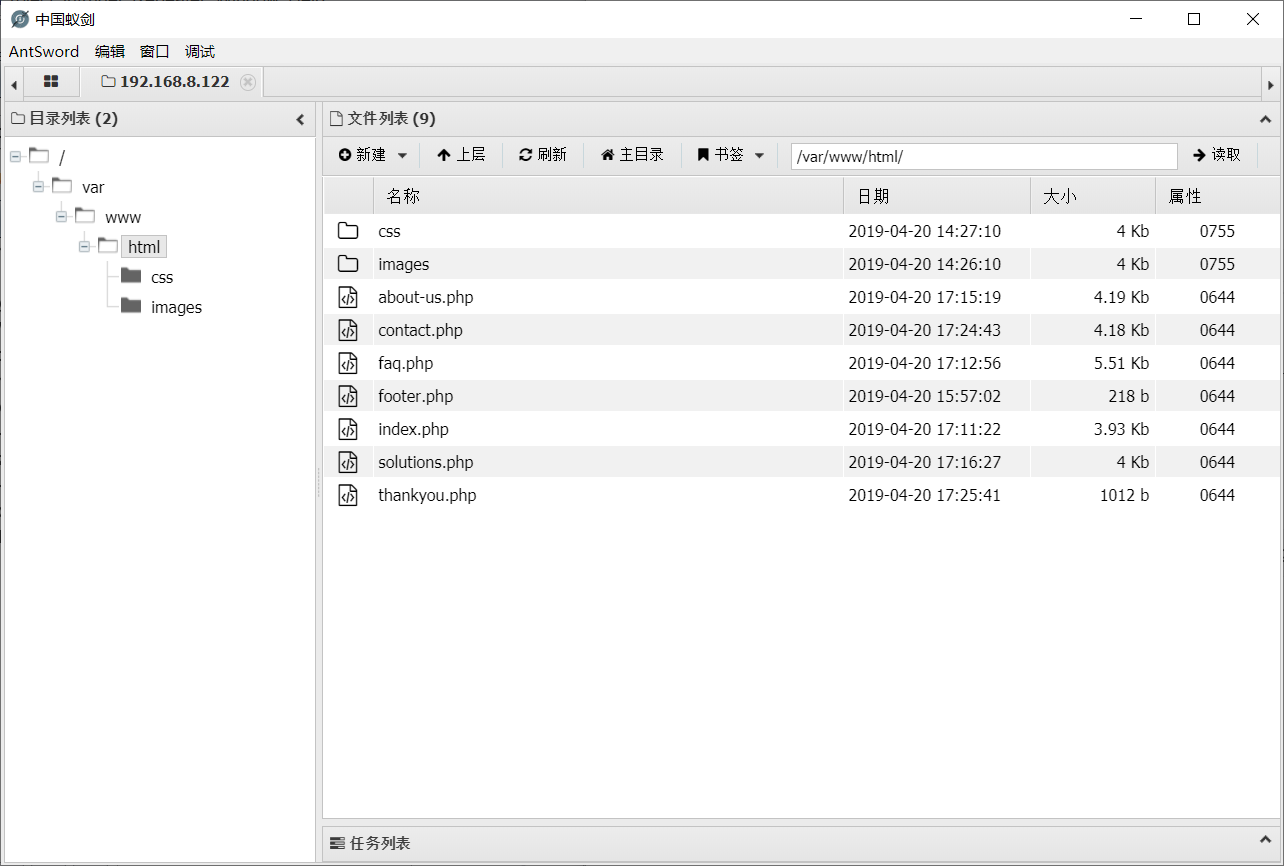 中国蚁剑
AntSword 编辑 窗口 调试
192.168.8.122
目录列表 (2)
/
var
www
html
css
images
文件列表 (9)
新建 上层 刷新 主目录 书签 /var/www/html/ 读取
名称 日期 大小 属性
css 2019-04-20 14:27:10 4 Kb 0755
images 2019-04-20 14:26:10 4 Kb 0755
about-us.php 2019-04-20 17:15:19 4.19 Kb 0644
contact.php 2019-04-20 17:24:43 4.18 Kb 0644
faq.php 2019-04-20 17:12:56 5.51 Kb 0644
footer.php 2019-04-20 15:57:02 218 b 0644
index.php 2019-04-20 17:11:22 3.93 Kb 0644
solutions.php 2019-04-20 17:16:27 4 Kb 0644
thankyou.php 2019-04-20 17:25:41 1012 b 0644
任务列表